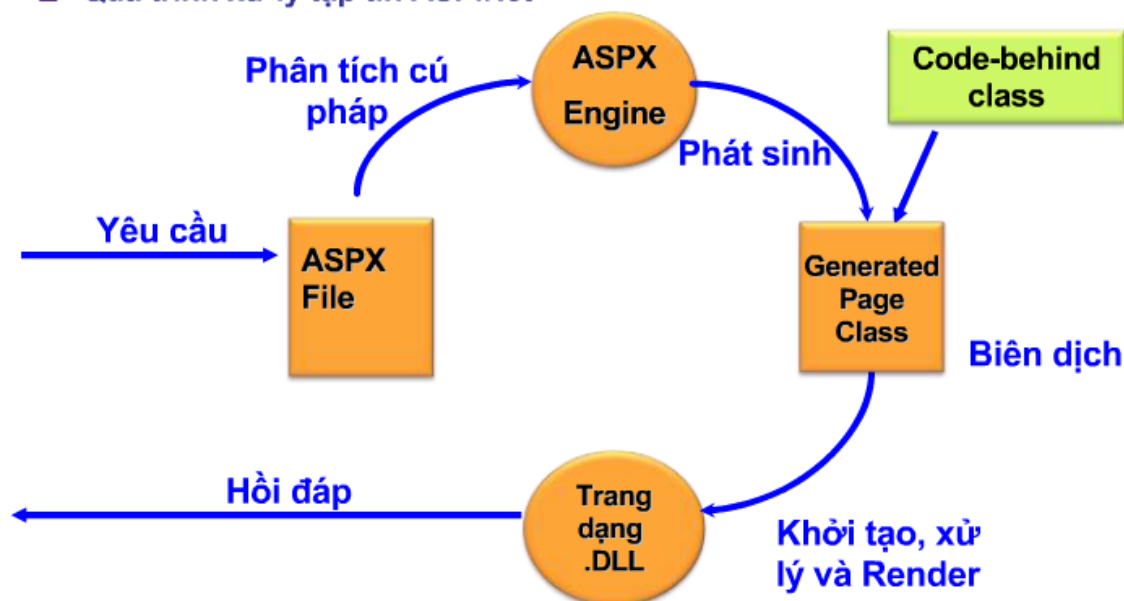 Phân tích cú
pháp
ASPX
Engine
Code-behind
class
Phát sinh
Yêu cầu
ASPX
File
Generated
Page
Class
Biên dịch
Hồi đáp
Trang
dạng
.DLL
Khởi tạo, xử
lý và Render